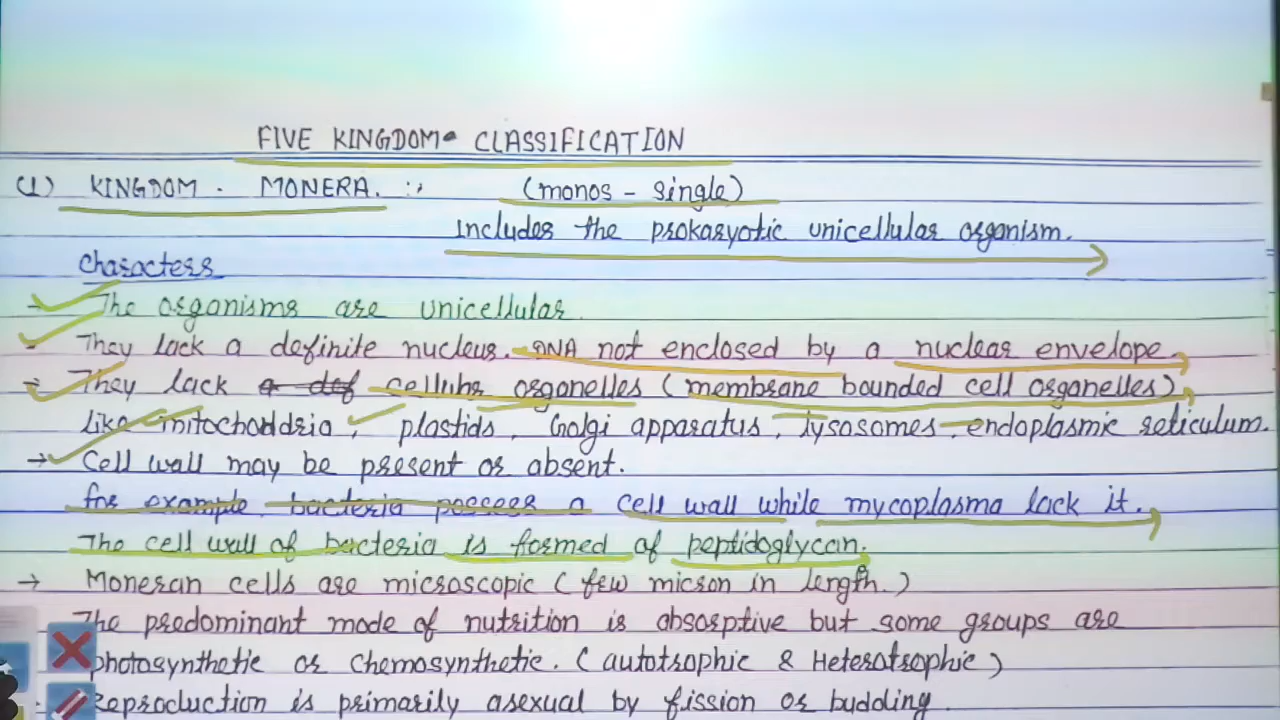 FIVE KINGDOM CLASSIFICATION
(1) KINGDOM. MONERA. :, (monos - single)
includes the prokaryotic unicellular organism.
Characters
→ The organisms are unicellular.
- They lack a definite nucleus. DNA not enclosed by a nuclear envelope.
→ They lack a def cellular organelles (membrane bounded cell organelles)
like mitochondria, plastids, Golgi apparatus, lysosomes, endoplasmic reticulum.
→ Cell wall may be present or absent.
for example bacteria possess a cell wall while mycoplasma lack it.
The cell wall of bacteria is formed of peptidoglycan.
→ Moneran cells are microscopic (few micron in length.)
The predominant mode of nutrition is absorptive but some groups are
photosynthetic or Chemosynthetic. (autotrophic & Heterotrophic)
Reproduction is primarily asexual by fission or budding.